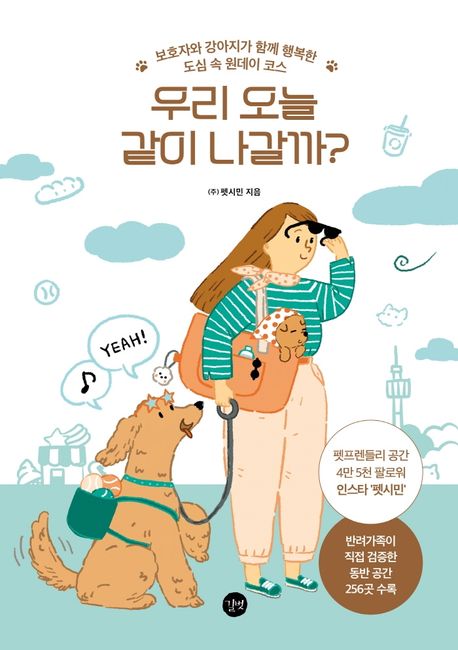 보호자와 강아지가 함께 행복한
도심 속 원데이 코스
우리 오늘
같이 나갈까?
(주) 펫시민 지음
YEAH!
펫프렌들리 공간
4만 5천 팔로워
인스타 '펫시민'
반려가족이
직접 검증한
동반 공간
256곳 수록
길벗